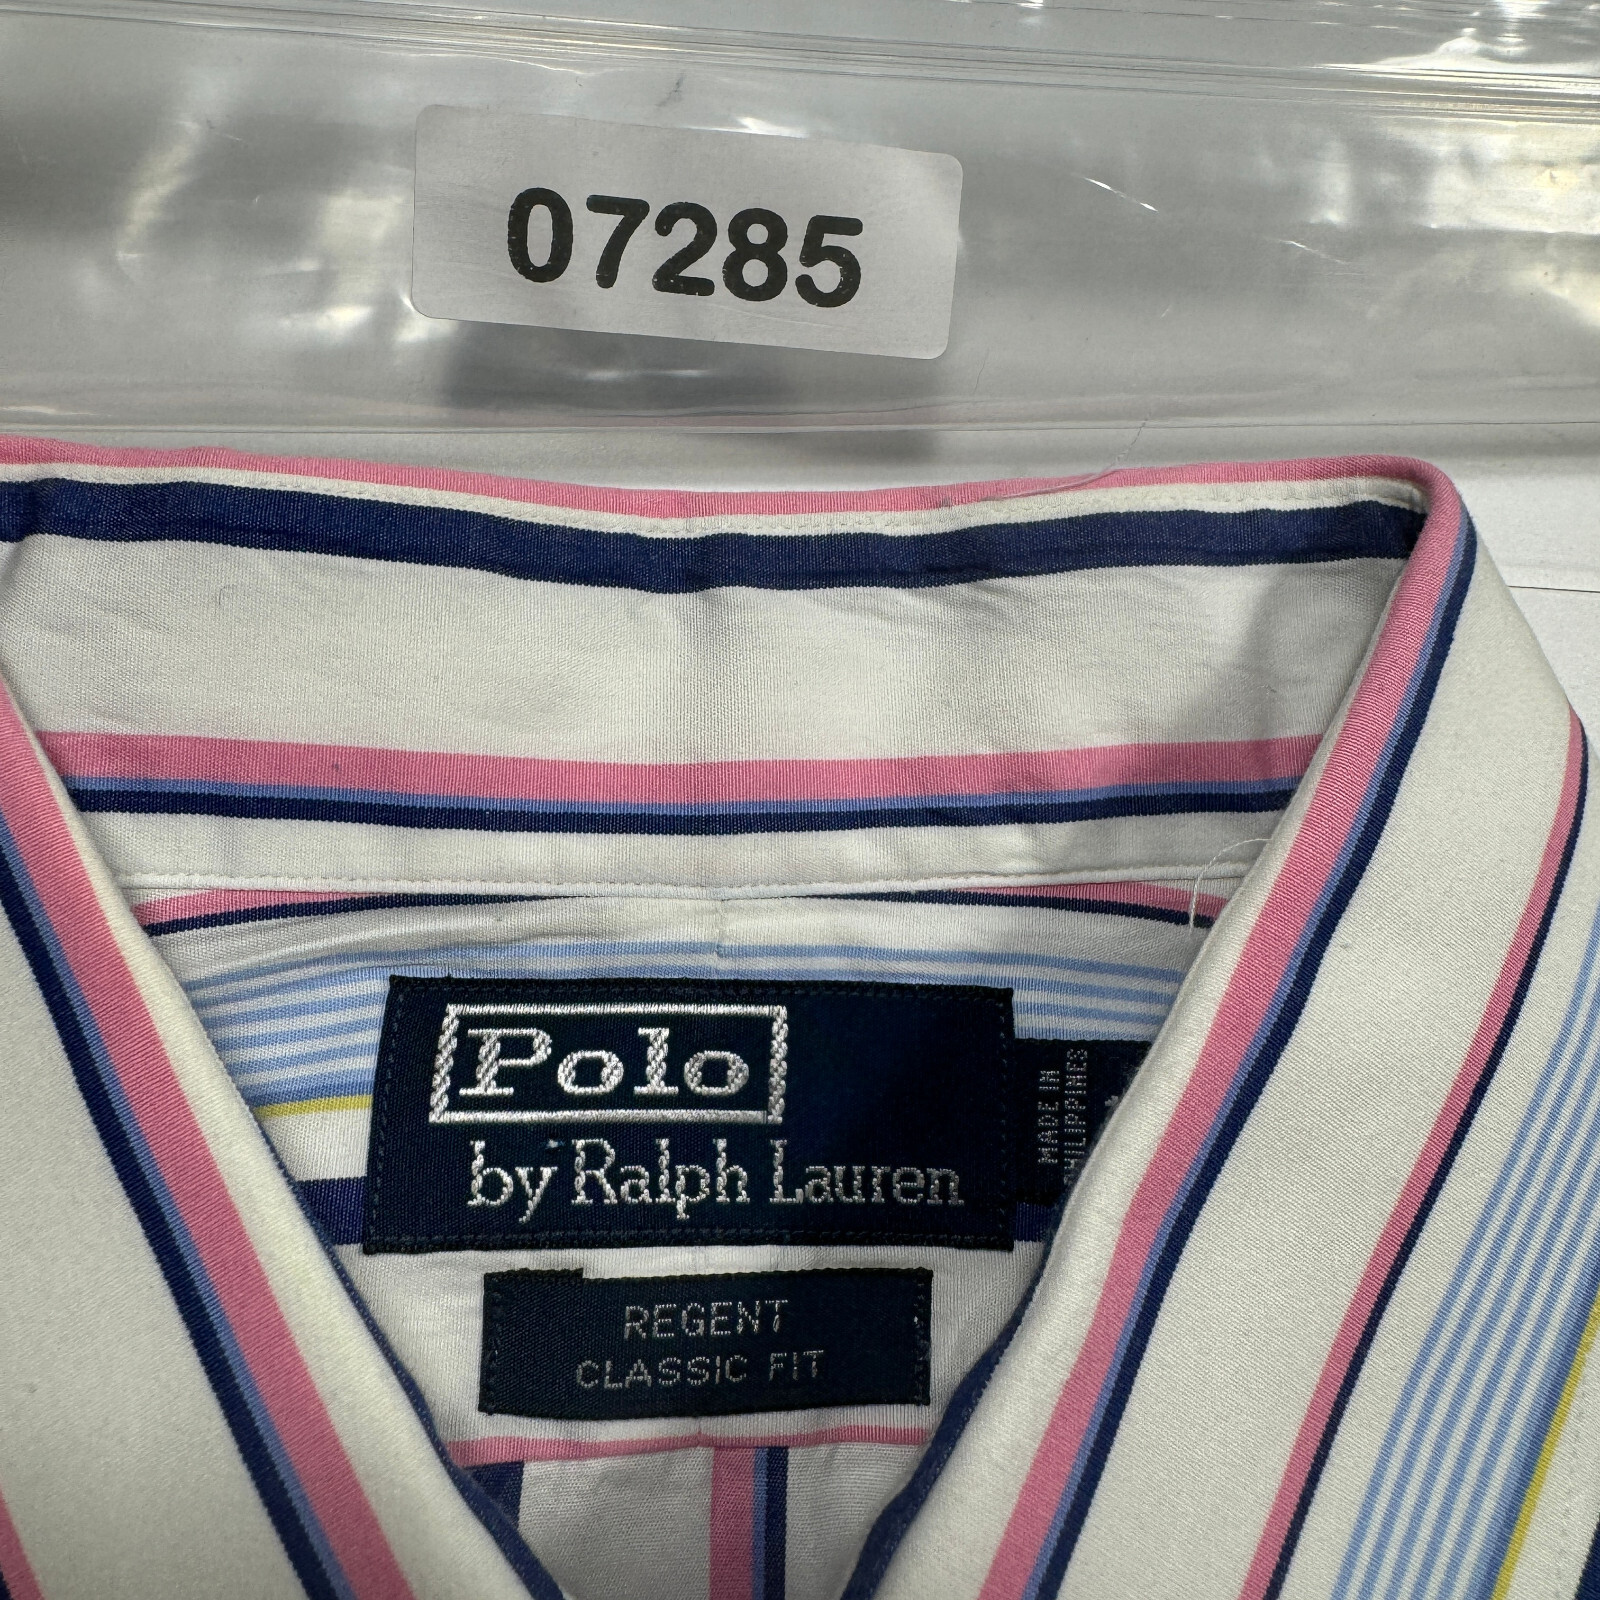 07285
Polo
by Ralph Lauren
MADE IN
PHILIPPINES
REGENT
CLASSIC FIT